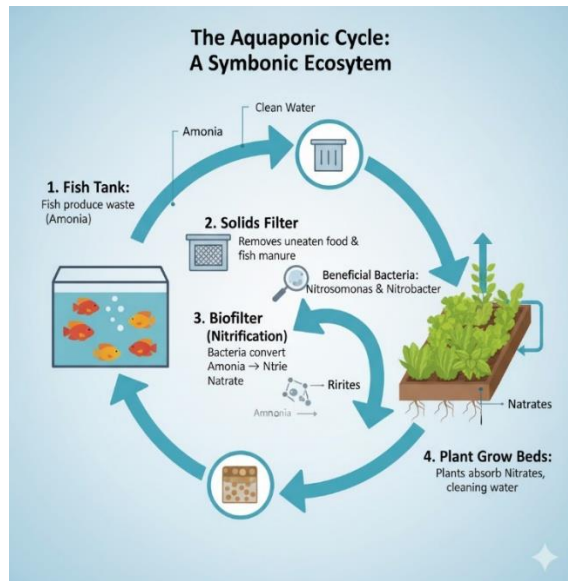 The Aquaponic Cycle:
A Symbonic Ecosytem
Clean Water
Amonia
1. Fish Tank:
Fish produce waste
(Amonia)
2. Solids Filter
Removes uneaten food &
fish manure
Beneficial Bacteria:
Nitrosomonas & Nitrobacter
3. Biofilter
(Nitrification)
Bacteria convert
Amonia → Ntrie
Natrate
Rirites
Amnonia →
Natrates
4. Plant Grow Beds:
Plants absorb Nitrates,
cleaning water